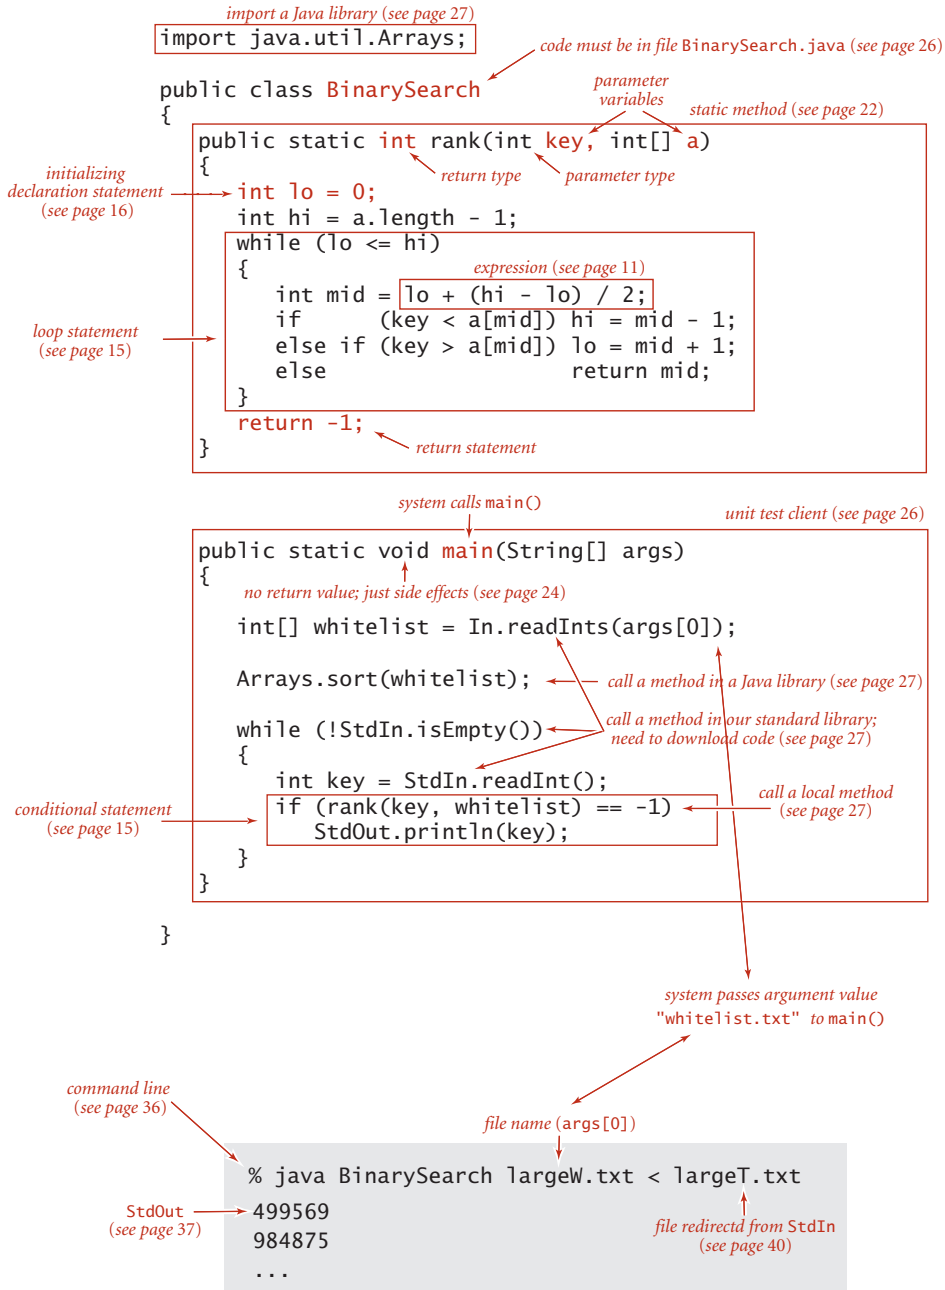 import a Java library (see page 27)
import java.util.Arrays;
code must be in file BinarySearch.java (see page 26)
public class BinarySearch
parameter
variables
{
static method (see page 22)
public static int rank(int key, int[] a)
{
return type
parameter type
initializing
declaration statement
(see page 16)
int lo = 0;
int hi = a.length - 1;
while (lo <= hi)
{
expression (see page 11)
int mid = lo + (hi - lo) / 2;
if (key < a[mid]) hi = mid - 1;
loop statement
(see page 15)
else if (key > a[mid]) lo = mid + 1;
else return mid;
}
return -1;
return statement
}
system calls main()
unit test client (see page 26)
public static void main(String[] args)
{
no return value; just side effects (see page 24)
int[] whitelist = In.readInts(args[0]);
Arrays.sort(whitelist);
call a method in a Java library (see page 27)
call a method in our standard library;
need to download code (see page 27)
while (!StdIn.isEmpty())
{
int key = StdIn.readInt();
call a local method
(see page 27)
conditional statement
(see page 15)
if (rank(key, whitelist) == -1)
StdOut.println(key);
}
}
}
system passes argument value
"whitelist.txt" to main()
command line
(see page 36)
file name (args[0])
% java BinarySearch largeW.txt < largeT.txt
StdOut
(see page 37)
499569
984875
...
file redirectd from StdIn
(see page 40)